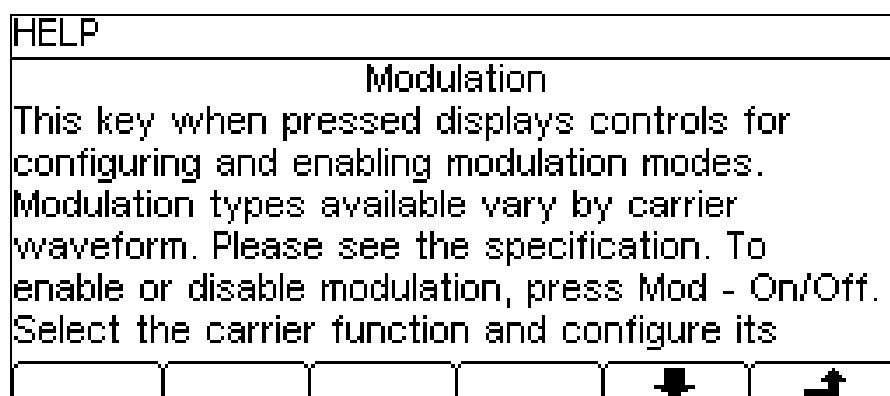 HELP
Modulation
This key when pressed displays controls for
configuring and enabling modulation modes.
Modulation types available vary by carrier
waveform. Please see the specification. To
enable or disable modulation, press Mod - On/Off.
Select the carrier function and configure its